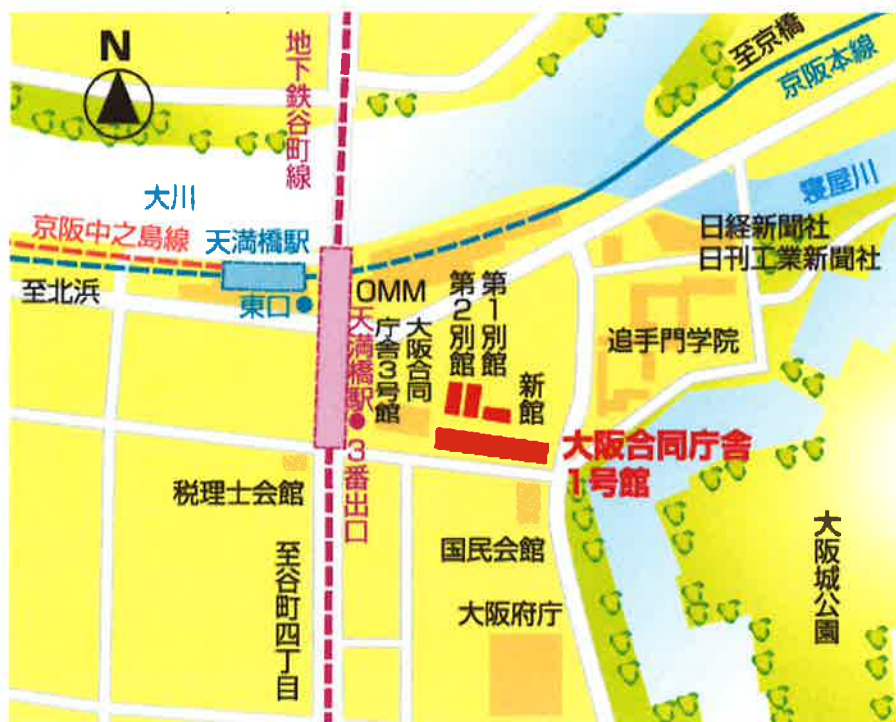 N
地下鉄谷町線
至京橋
京阪本線
大川
寝屋川
京阪中之島線
天満橋駅
日経新聞社
日刊工業新聞社
至北浜
東口
OMM
天満橋駅
3番出口
大阪合同
庁舎3号館
第2別館
第1別館
新館
追手門学院
大阪合同庁舎
1号館
税理士会館
国民会館
大阪城公園
至谷町四丁目
大阪府庁